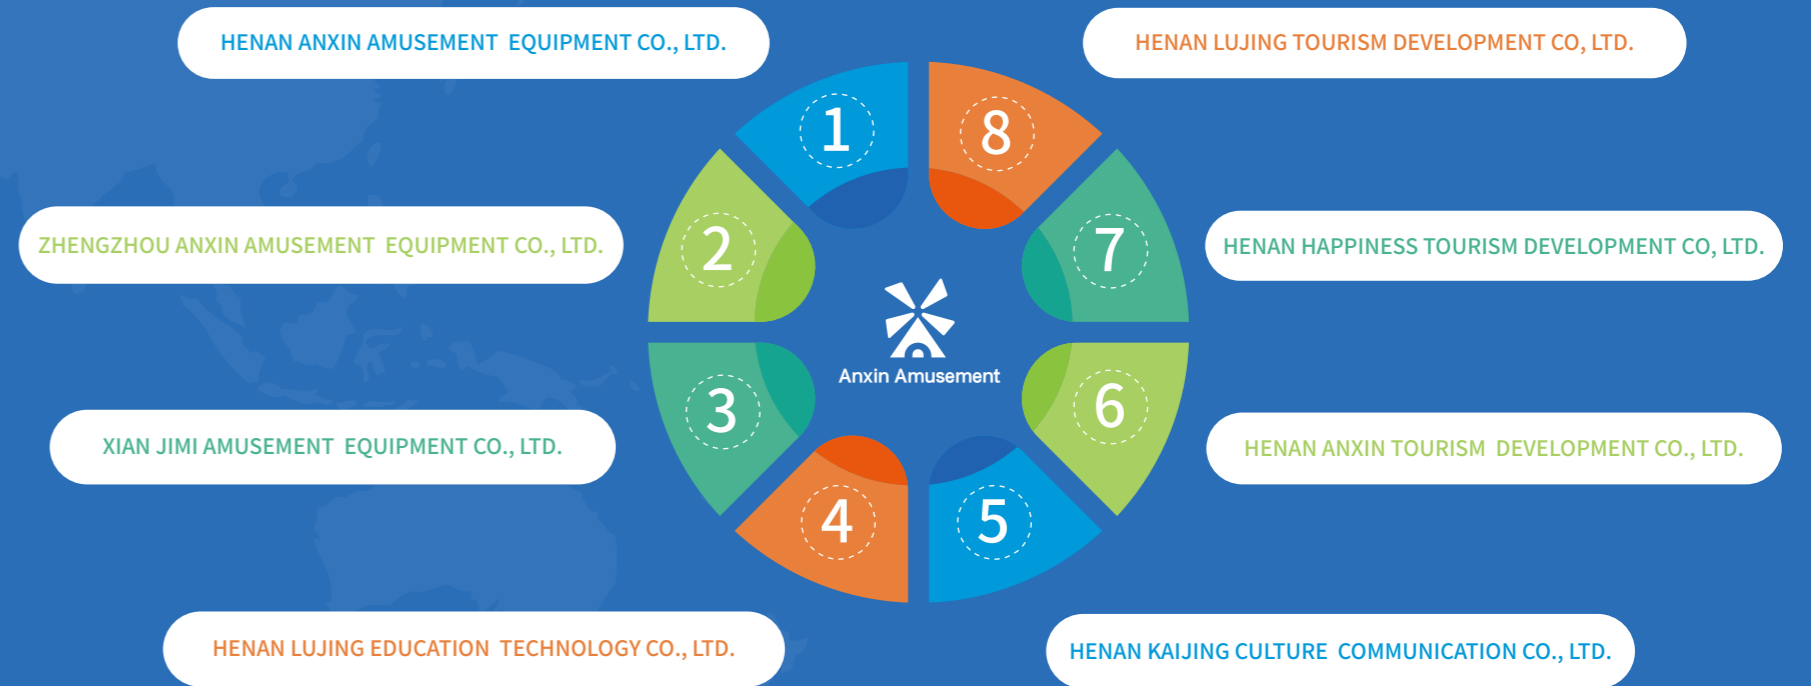 HENAN ANXIN AMUSEMENT EQUIPMENT CO., LTD.
HENAN LUJING TOURISM DEVELOPMENT CO, LTD.
1
8
ZHENGZHOU ANXIN AMUSEMENT EQUIPMENT CO., LTD.
2
7
HENAN HAPPINESS TOURISM DEVELOPMENT CO, LTD.
Anxin Amusement
XIAN JIMI AMUSEMENT EQUIPMENT CO., LTD.
3
6
HENAN ANXIN TOURISM DEVELOPMENT CO., LTD.
4
5
HENAN LUJING EDUCATION TECHNOLOGY CO., LTD.
HENAN KAIJING CULTURE COMMUNICATION CO., LTD.